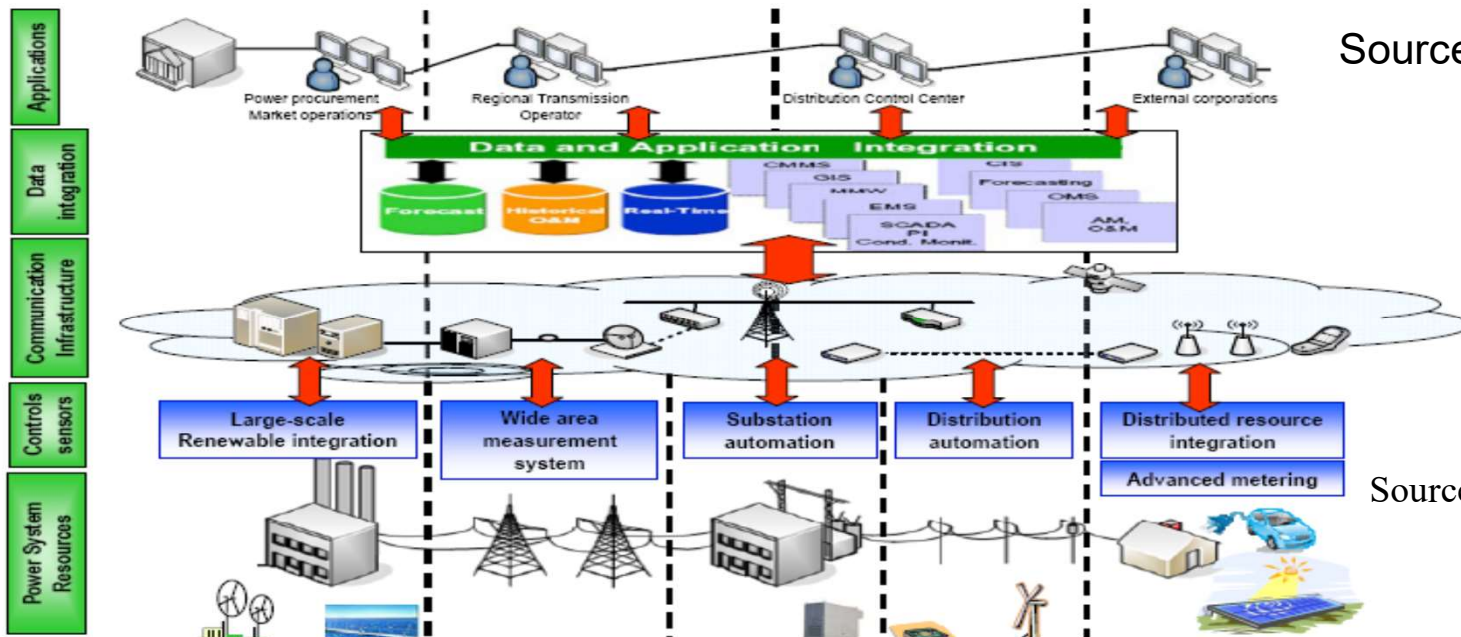 Applications
Source
Power procurement
Market operations
Regional Transmission
Operator
Distribution Control Center
External corporations
Data
integration
Data and Application Integration
Forecast
Historical
O&M
Real-Time
CMMS
GIS
MMW
EMS
SCADA
PI
Cond. Monit.
CIS
Forecasting
OMS
AM.
O&M
Communication
Infrastructure
Controls
sensors
Large-scale
Renewable integration
Wide area
measurement
system
Substation
automation
Distribution
automation
Distributed resource
integration
Advanced metering
Source
Power System
Resources